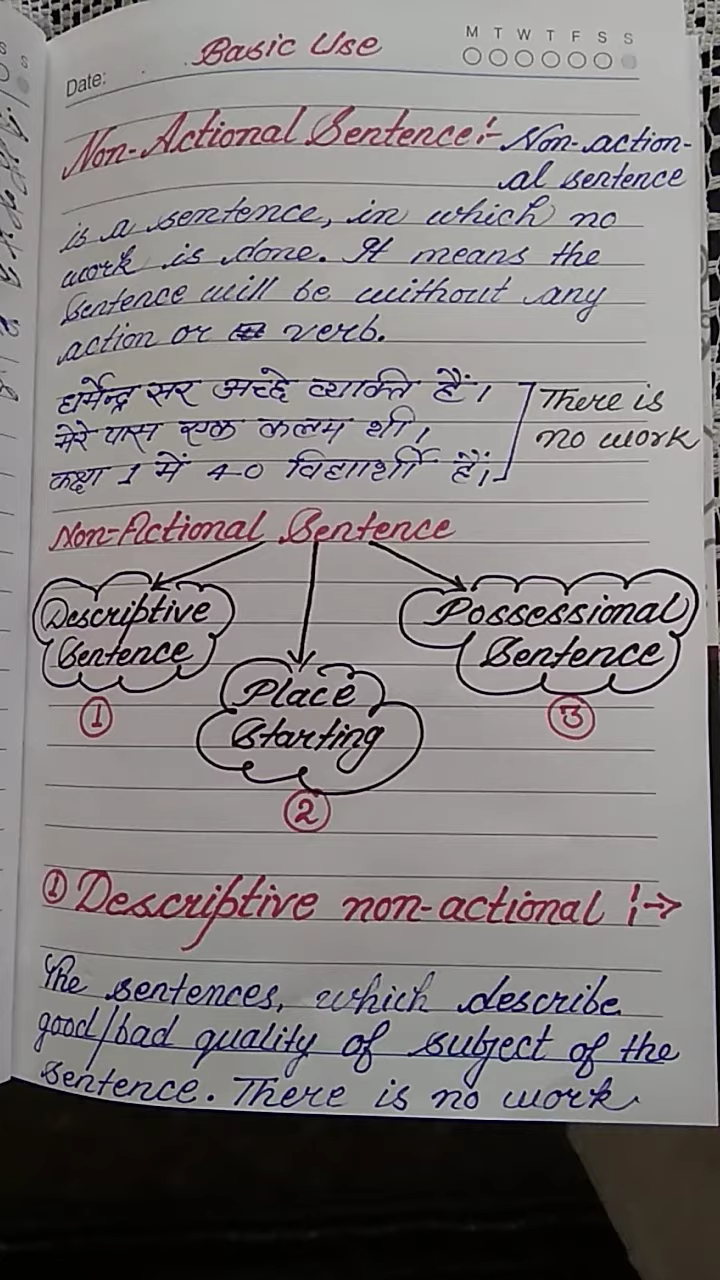 Basic Use
M T W T F S S
Date:
Non-Actional Sentence:- Non-action-
al sentence
is a sentence, in which no
work is done. It means the
Sentence will be without any
action or verb.
धर्मेन्द्र सर अच्छे व्याक्ति हैं।
मेरे पास एक कलम थी,
कक्षा 1 में 40 विद्यार्थी हैं।
There is
no work
Non-Actional Sentence
Descriptive
Sentence
1
Place
Starting
2
Possessional
Sentence
3
① Descriptive non-actional :→
The sentences, which describe
good/bad quality of subject of the
sentence. There is no work